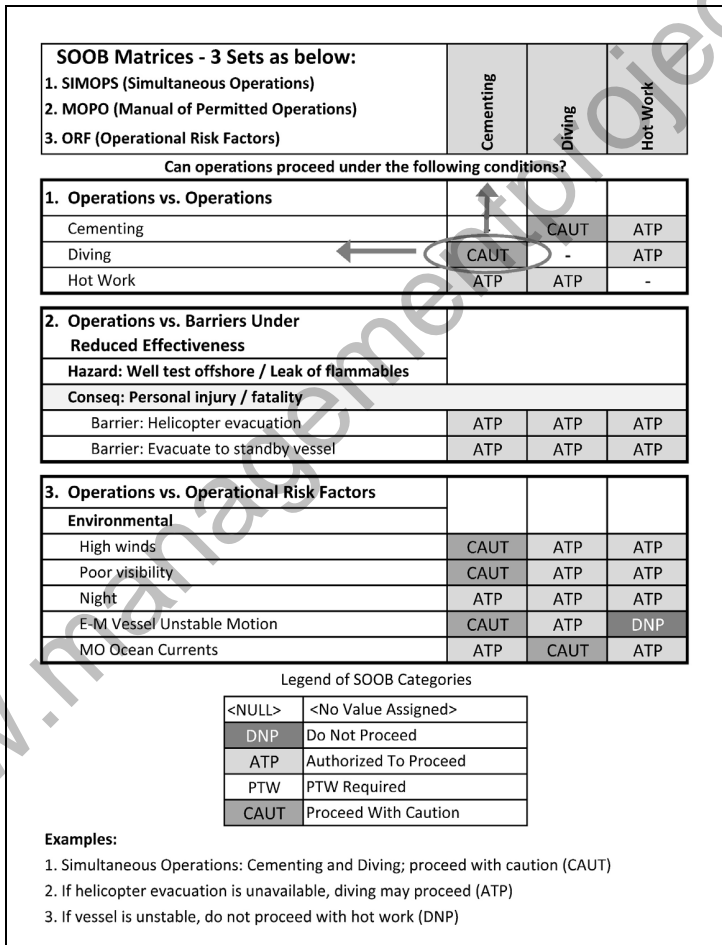 SOOB Matrices - 3 Sets as below:
1. SIMOPS (Simultaneous Operations)
2. MOPO (Manual of Permitted Operations)
3. ORF (Operational Risk Factors)
Cementing
Diving
Hot Work
Can operations proceed under the following conditions?
1. Operations vs. Operations
Cementing - CAUT ATP
Diving CAUT - ATP
Hot Work ATP ATP -
2. Operations vs. Barriers Under
Reduced Effectiveness
Hazard: Well test offshore / Leak of flammables
Conseq: Personal injury / fatality
Barrier: Helicopter evacuation ATP ATP ATP
Barrier: Evacuate to standby vessel ATP ATP ATP
3. Operations vs. Operational Risk Factors
Environmental
High winds CAUT ATP ATP
Poor visibility CAUT ATP ATP
Night ATP ATP ATP
E-M Vessel Unstable Motion CAUT ATP DNP
MO Ocean Currents ATP CAUT ATP
Legend of SOOB Categories
<NULL> <No Value Assigned>
DNP Do Not Proceed
ATP Authorized To Proceed
PTW PTW Required
CAUT Proceed With Caution
Examples:
1. Simultaneous Operations: Cementing and Diving; proceed with caution (CAUT)
2. If helicopter evacuation is unavailable, diving may proceed (ATP)
3. If vessel is unstable, do not proceed with hot work (DNP)